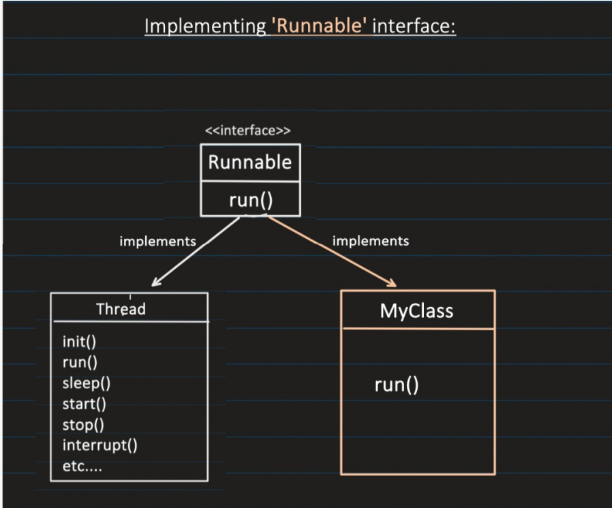 Implementing 'Runnable' interface:
<<interface>>
Runnable
run()
implements
implements
Thread
init()
run()
sleep()
start()
stop()
interrupt()
etc....
MyClass
run()